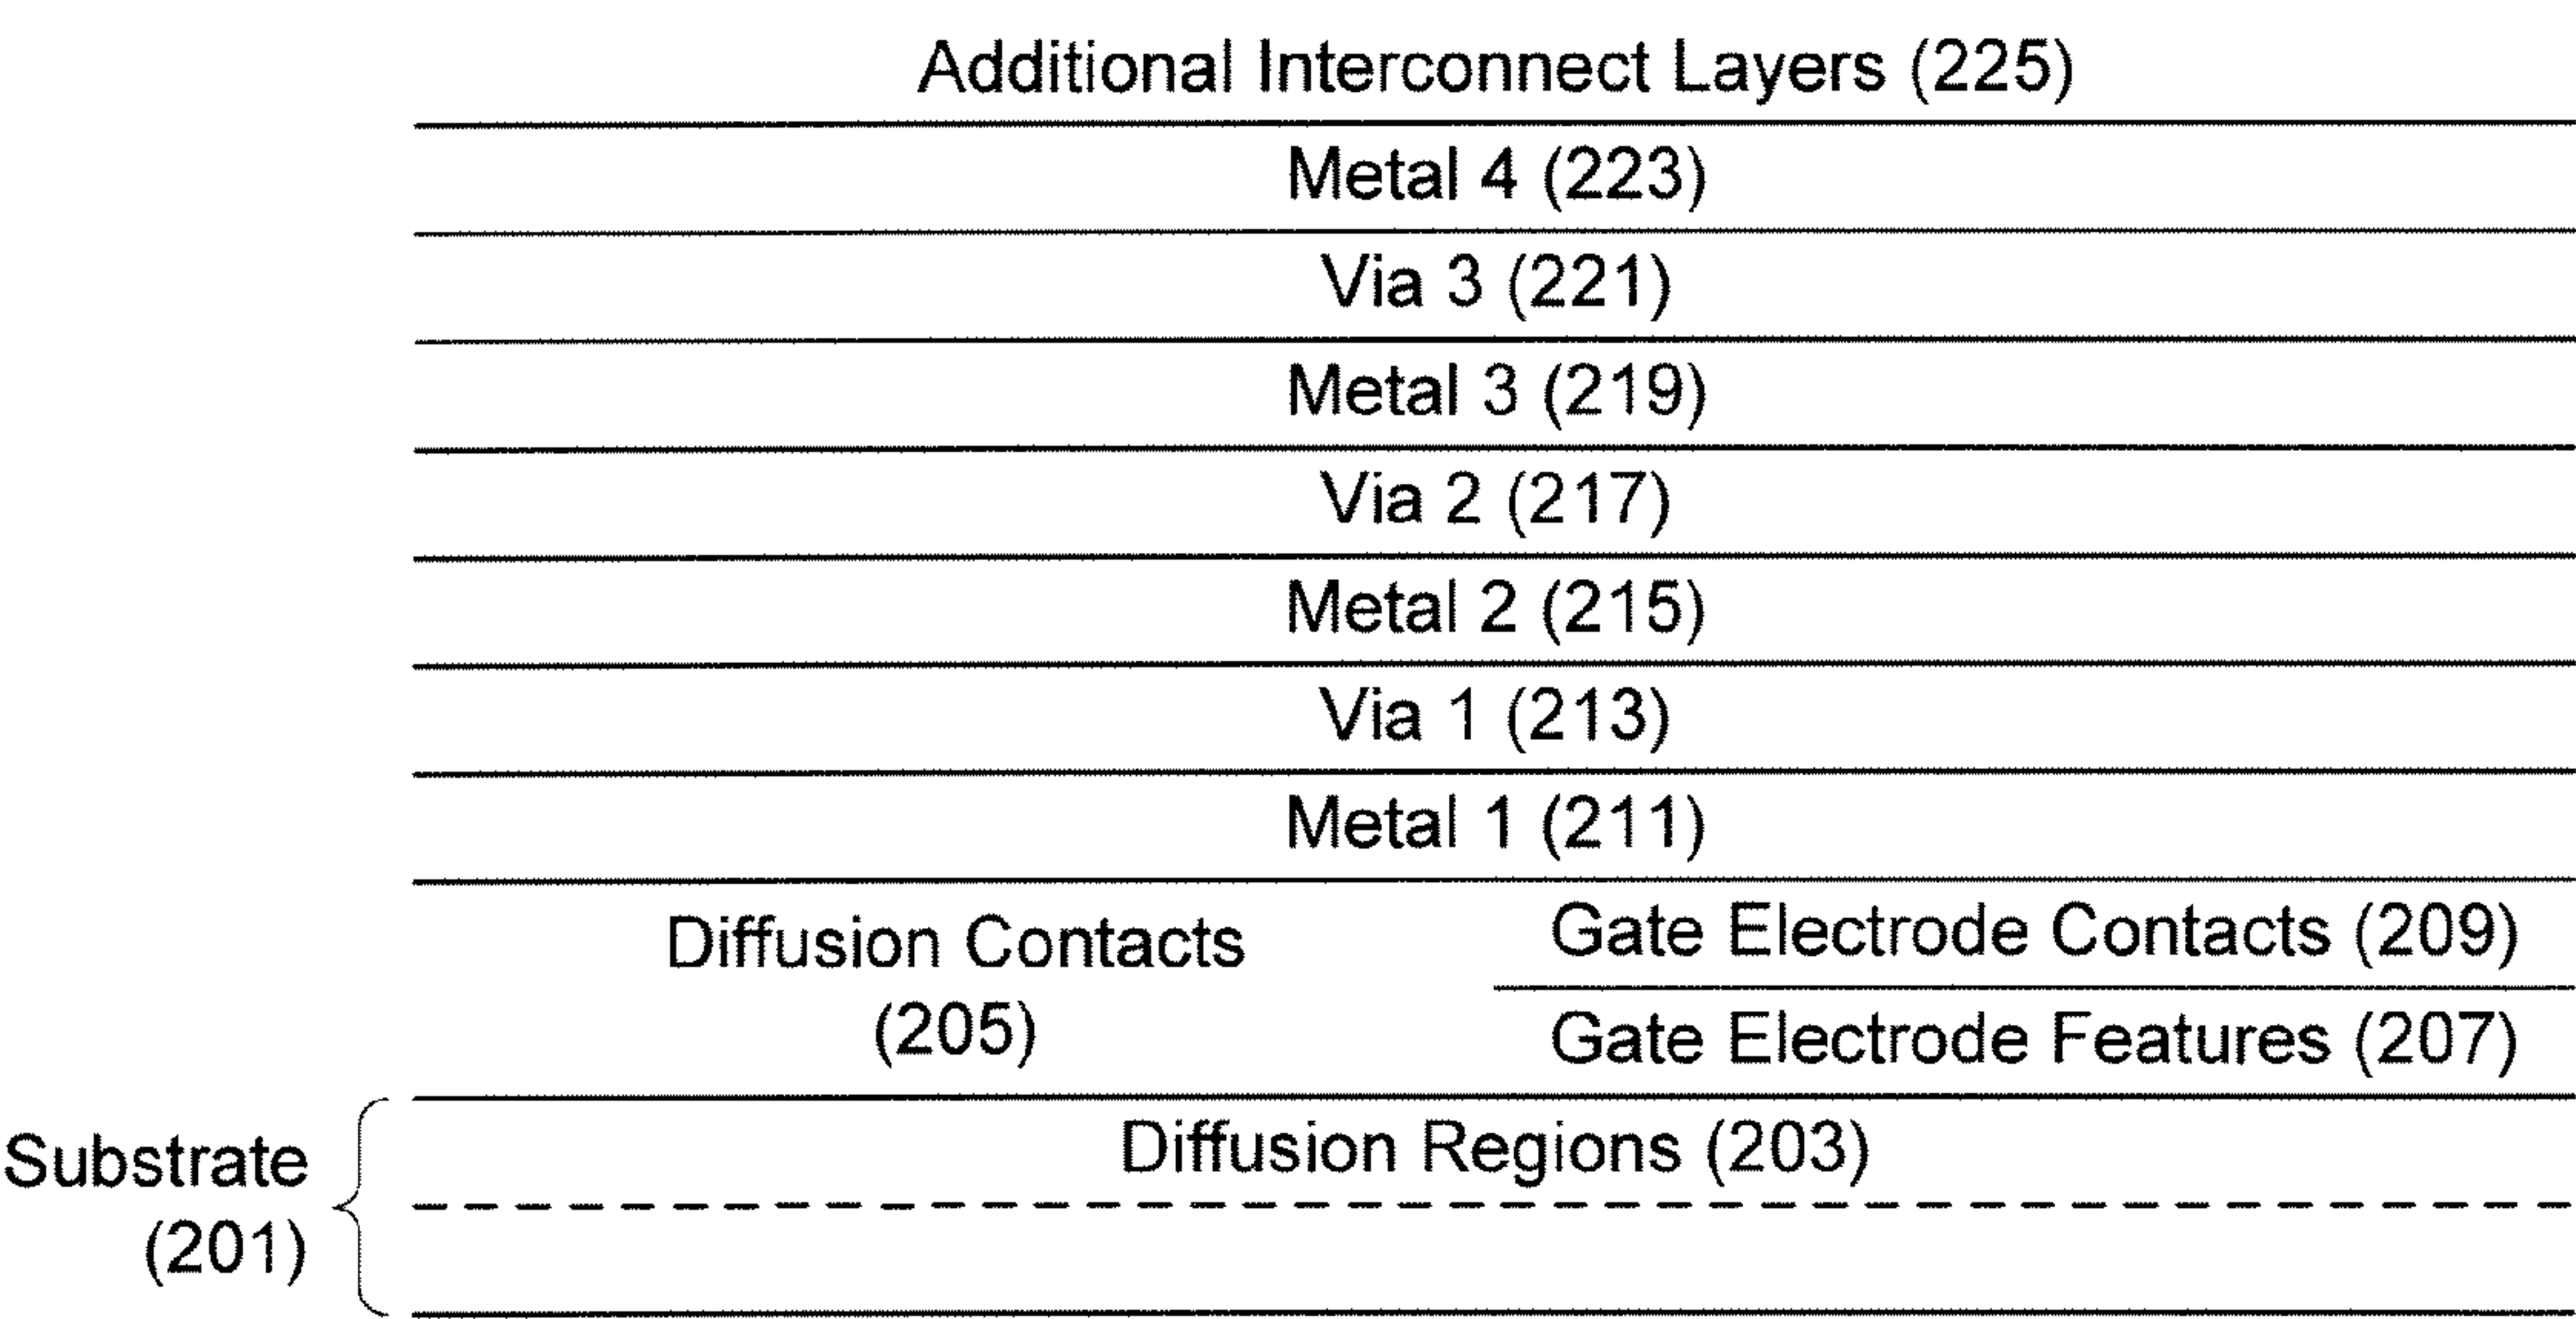 Additional Interconnect Layers (225)
Metal 4 (223)
Via 3 (221)
Metal 3 (219)
Via 2 (217)
Metal 2 (215)
Via 1 (213)
Metal 1 (211)
Diffusion Contacts
(205)
Gate Electrode Contacts (209)
Gate Electrode Features (207)
Substrate
(201)
Diffusion Regions (203)